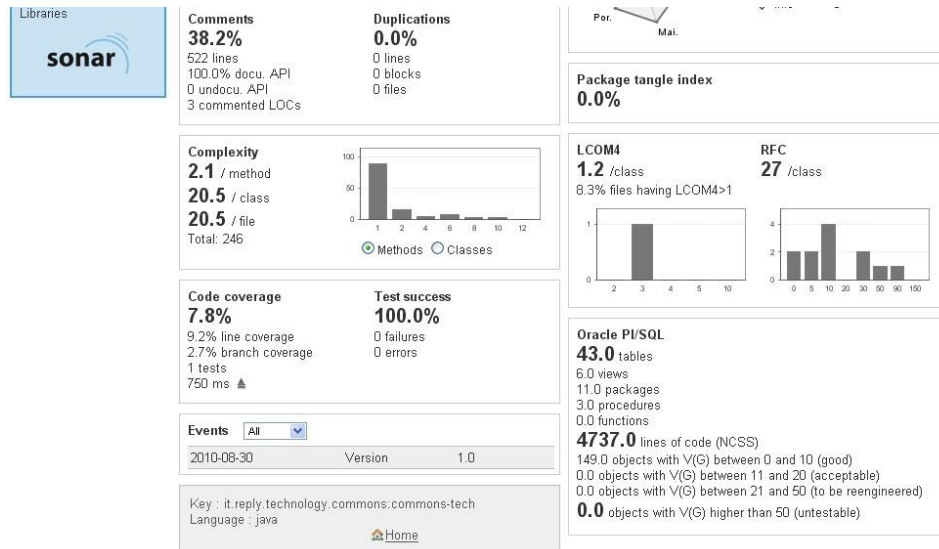 Libraries
sonar
Comments
38.2%
522 lines
100.0% docu. API
0 undocu. API
3 commented LOCs
Duplications
0.0%
0 lines
0 blocks
0 files
Por.
Mai.
Package tangle index
0.0%
Complexity
2.1 / method
20.5 / class
20.5 / file
Total: 246
100
50
0
1 2 4 6 8 10 12
Methods Classes
LCOM4
1.2 /class
8.3% files having LCOM4>1
RFC
27 /class
1
0
2 3 4 5 10
4
2
0
0 5 10 20 30 50 90 150
Code coverage
7.8%
9.2% line coverage
2.7% branch coverage
1 tests
750 ms
Test success
100.0%
0 failures
0 errors
Oracle Pl/SQL
43.0 tables
6.0 views
11.0 packages
3.0 procedures
0.0 functions
4737.0 lines of code (NCSS)
149.0 objects with V(G) between 0 and 10 (good)
0.0 objects with V(G) between 11 and 20 (acceptable)
0.0 objects with V(G) between 21 and 50 (to be reengineered)
0.0 objects with V(G) higher than 50 (untestable)
Events All
2010-08-30 Version 1.0
Key : it.reply.technology.commons:commons-tech
Language : java
Home